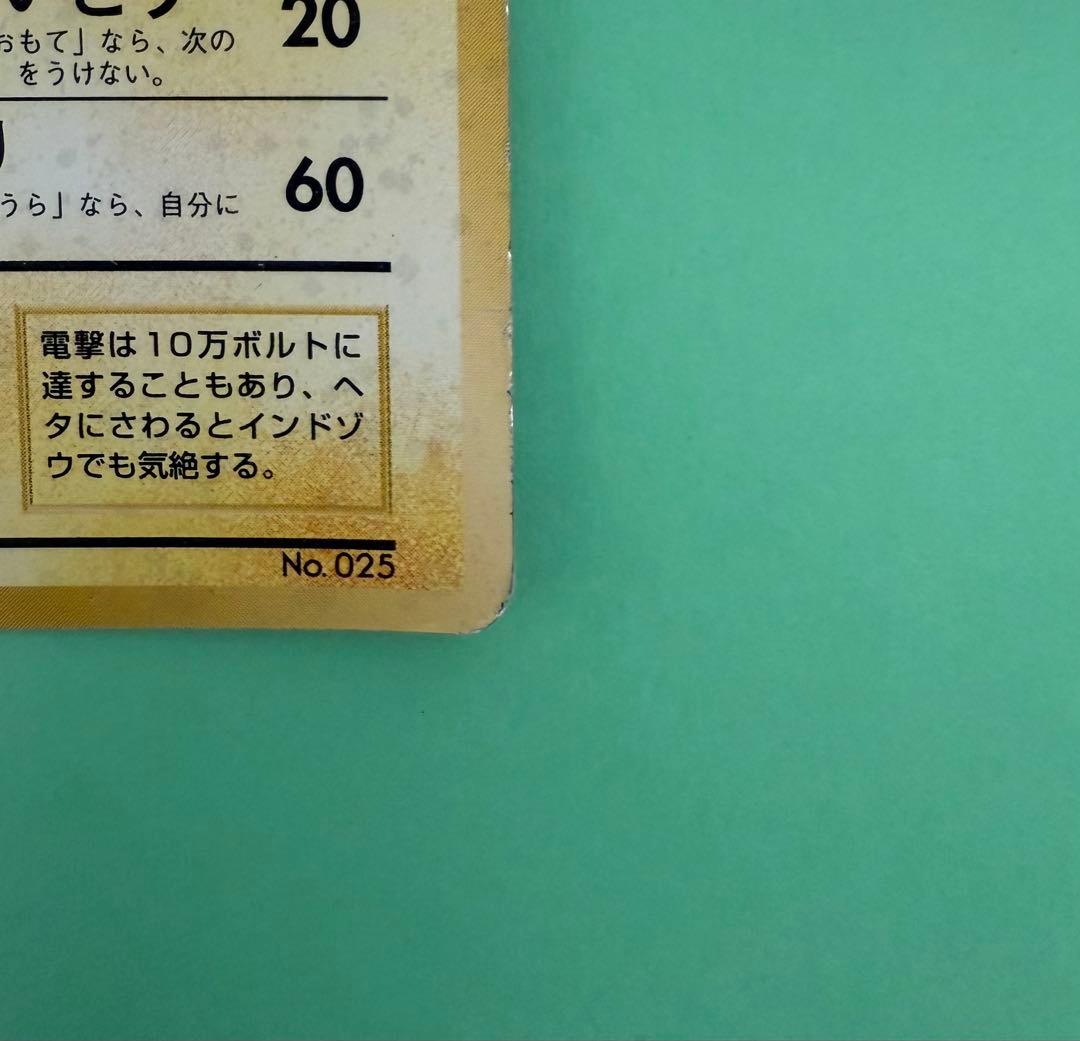 20
おもて」なら、次の
をうけない。
60
うら」なら、自分に
電撃は10万ボルトに
達することもあり、ヘ
タにさわるとインドゾ
ウでも気絶する。
No. 025